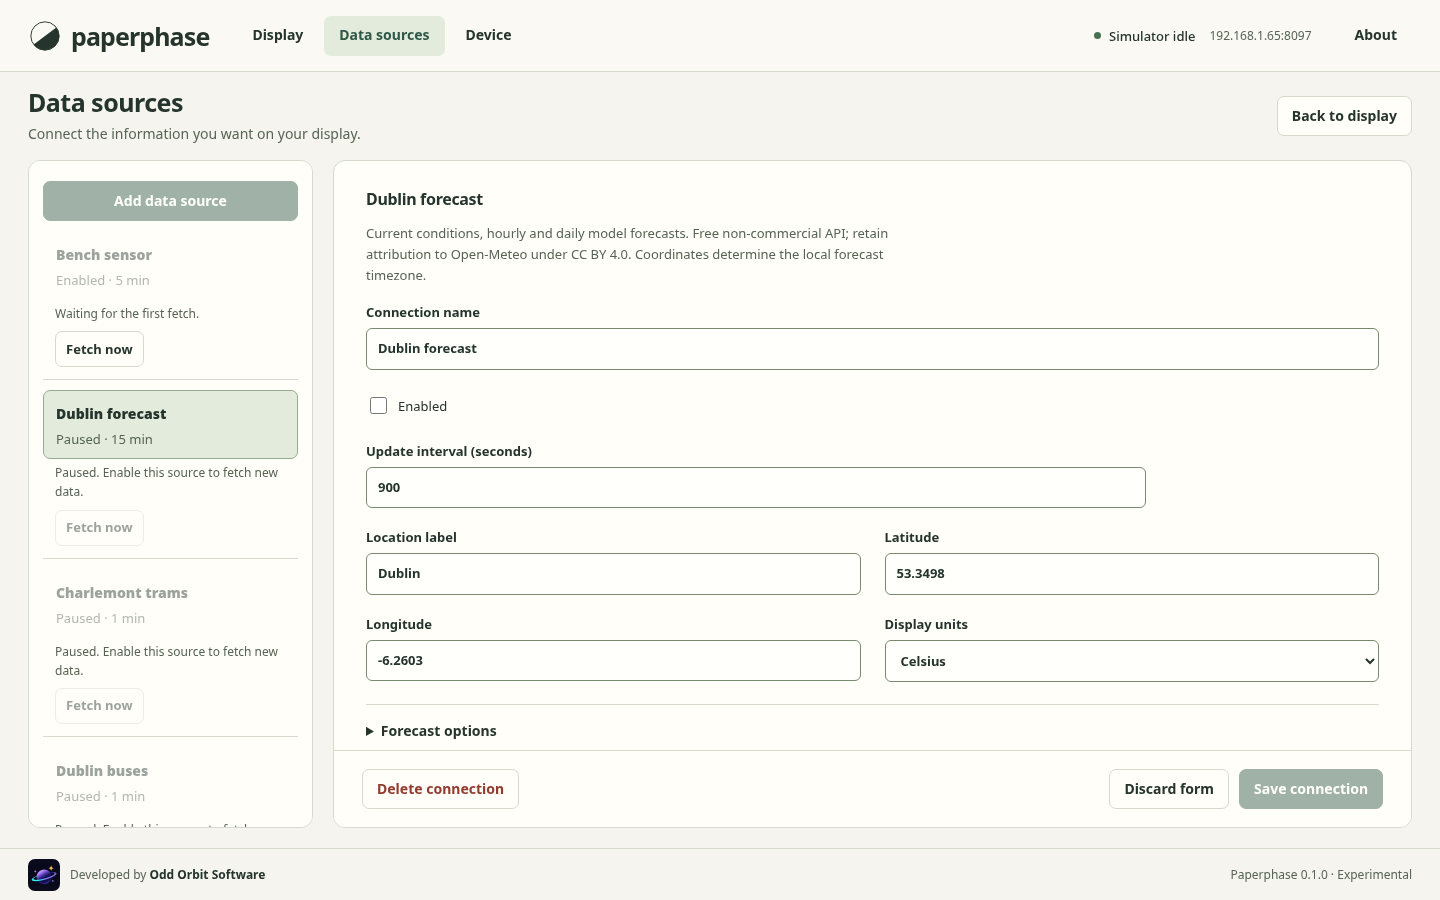 paperphase
Display
Data sources
Device
Simulator idle
192.168.1.65:8097
About
Data sources
Connect the information you want on your display.
Back to display
Add data source
Bench sensor
Enabled · 5 min
Waiting for the first fetch.
Fetch now
Dublin forecast
Paused · 15 min
Paused. Enable this source to fetch new
data.
Fetch now
Charlemont trams
Paused · 1 min
Paused. Enable this source to fetch new
data.
Fetch now
Dublin buses
Paused · 1 min
Dublin forecast
Current conditions, hourly and daily model forecasts. Free non-commercial API; retain
attribution to Open-Meteo under CC BY 4.0. Coordinates determine the local forecast
timezone.
Connection name
Dublin forecast
Enabled
Update interval (seconds)
900
Location label
Dublin
Latitude
53.3498
Longitude
-6.2603
Display units
Celsius
Forecast options
Delete connection
Discard form
Save connection
Developed by Odd Orbit Software
Paperphase 0.1.0 · Experimental